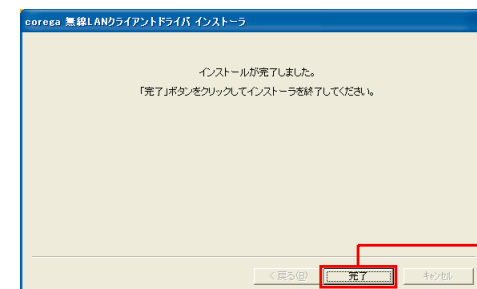 corega 無線LANクライアントドライバ インストーラ
インストールが完了しました。
「完了」ボタンをクリックしてインストーラを終了してください。
< 戻る(B)
完了
キャンセル